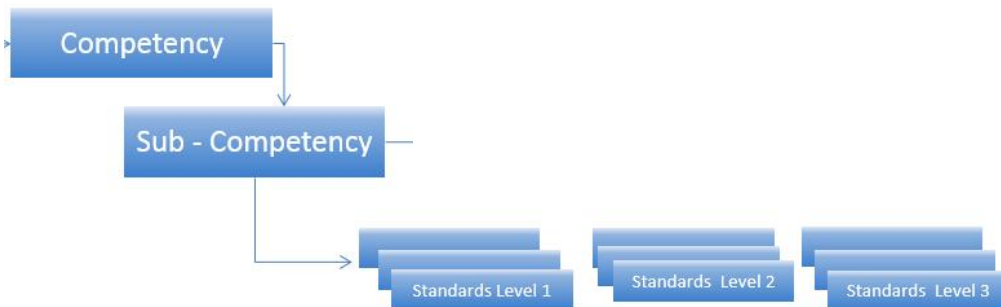 Competency
Sub - Competency
Standards Level 1
Standards  Level 2
Standards  Level 3